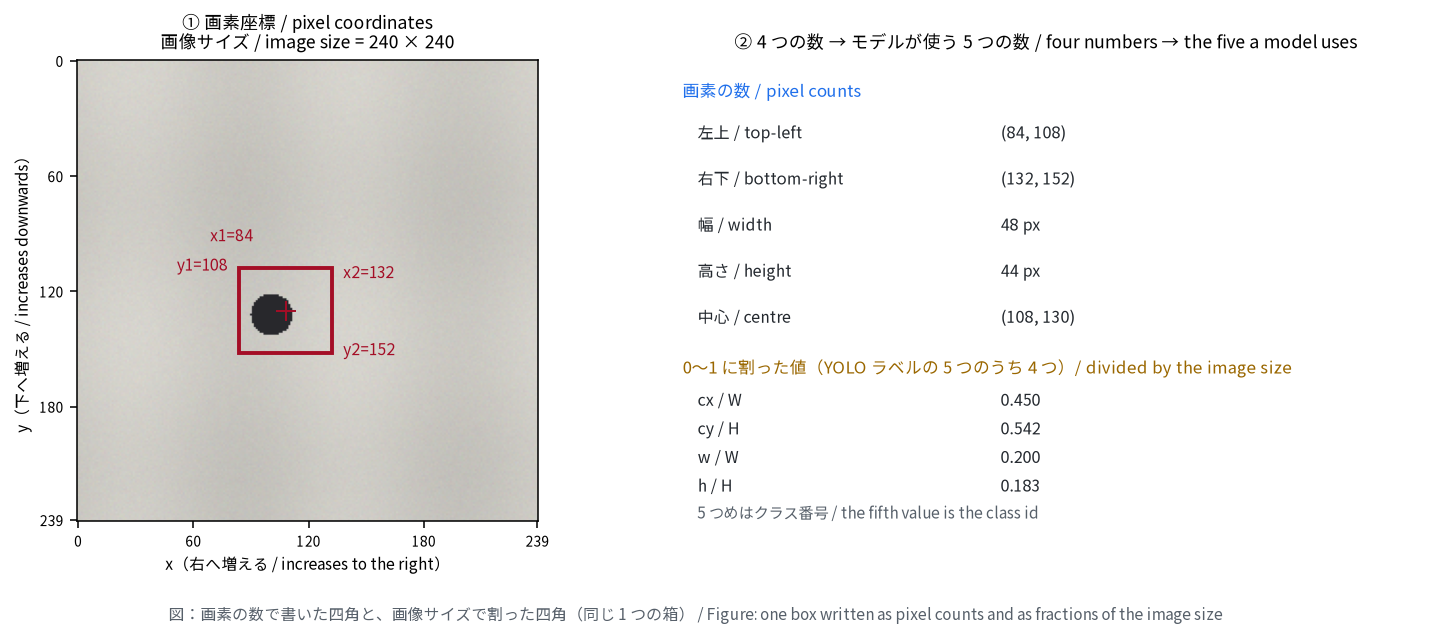 ① 画素座標 / pixel coordinates
画像サイズ / image size = 240 × 240
0
60
120
180
239
y（下へ増える / increases downwards）
x1=84
y1=108
x2=132
y2=152
0
60
120
180
239
x（右へ増える / increases to the right）
② 4 つの数 → モデルが使う 5 つの数 / four numbers → the five a model uses
画素の数 / pixel counts
左上 / top-left (84, 108)
右下 / bottom-right (132, 152)
幅 / width 48 px
高さ / height 44 px
中心 / centre (108, 130)
0〜1 に割った値（YOLO ラベルの 5 つのうち 4 つ）/ divided by the image size
cx / W 0.450
cy / H 0.542
w / W 0.200
h / H 0.183
5 つめはクラス番号 / the fifth value is the class id
図：画素の数で書いた四角と、画像サイズで割った四角（同じ 1 つの箱） / Figure: one box written as pixel counts and as fractions of the image size